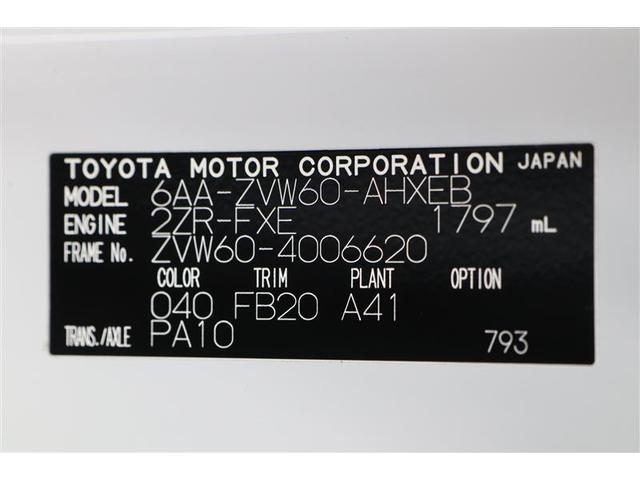 TOYOTA MOTOR CORPORATION JAPAN
MODEL 6AA-ZVW60-AHXEB
ENGINE 2ZR-FXE 1797 mL
FRAME No. ZVW60-4006620
COLOR TRIM PLANT OPTION
040 FB20 A41
TRANS./AXLE PA10 793